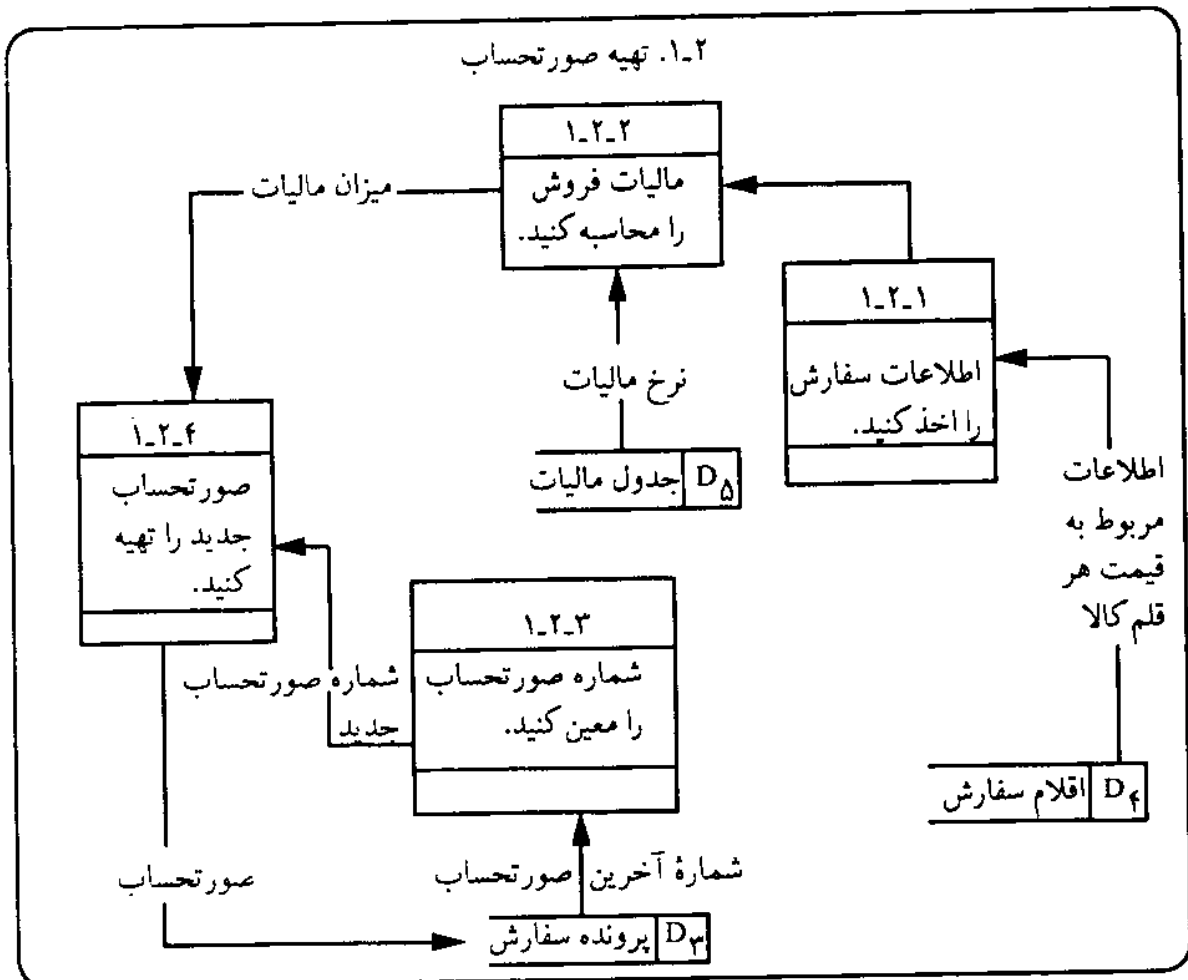 ۱ـ۲. تهیه صورتحساب
۱ـ۲ـ۲
مالیات فروش
را محاسبه کنید.
میزان مالیات
۱ـ۲ـ۱
اطلاعات سفارش
را اخذ کنید.
نرخ مالیات
D۵ جدول مالیات
۱ـ۲ـ۴
صورتحساب
جدید را تهیه
کنید.
اطلاعات
مربوط به
قیمت هر
قلم کالا
۱ـ۲ـ۳
شماره صورتحساب
را معین کنید.
شماره صورتحساب
جدید
D۴ اقلام سفارش
شمارهٔ آخرین صورتحساب
صورتحساب
D۳ پرونده سفارش